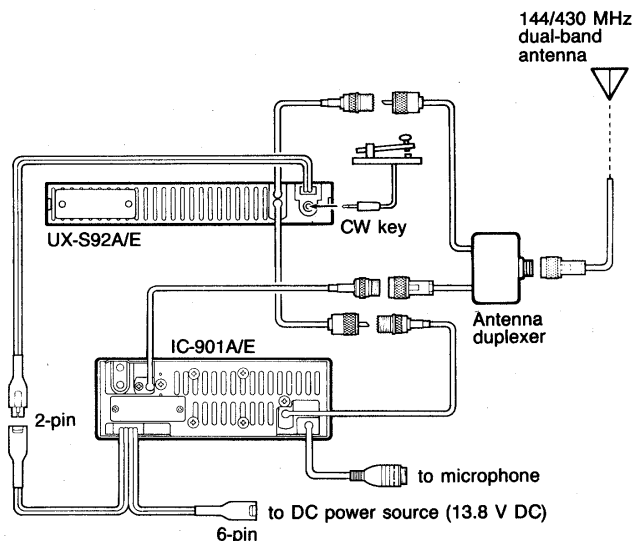 144/430 MHz
dual-band
antenna
UX-S92A/E
CW key
Antenna
duplexer
IC-901A/E
2-pin
to microphone
to DC power source (13.8 V DC)
6-pin